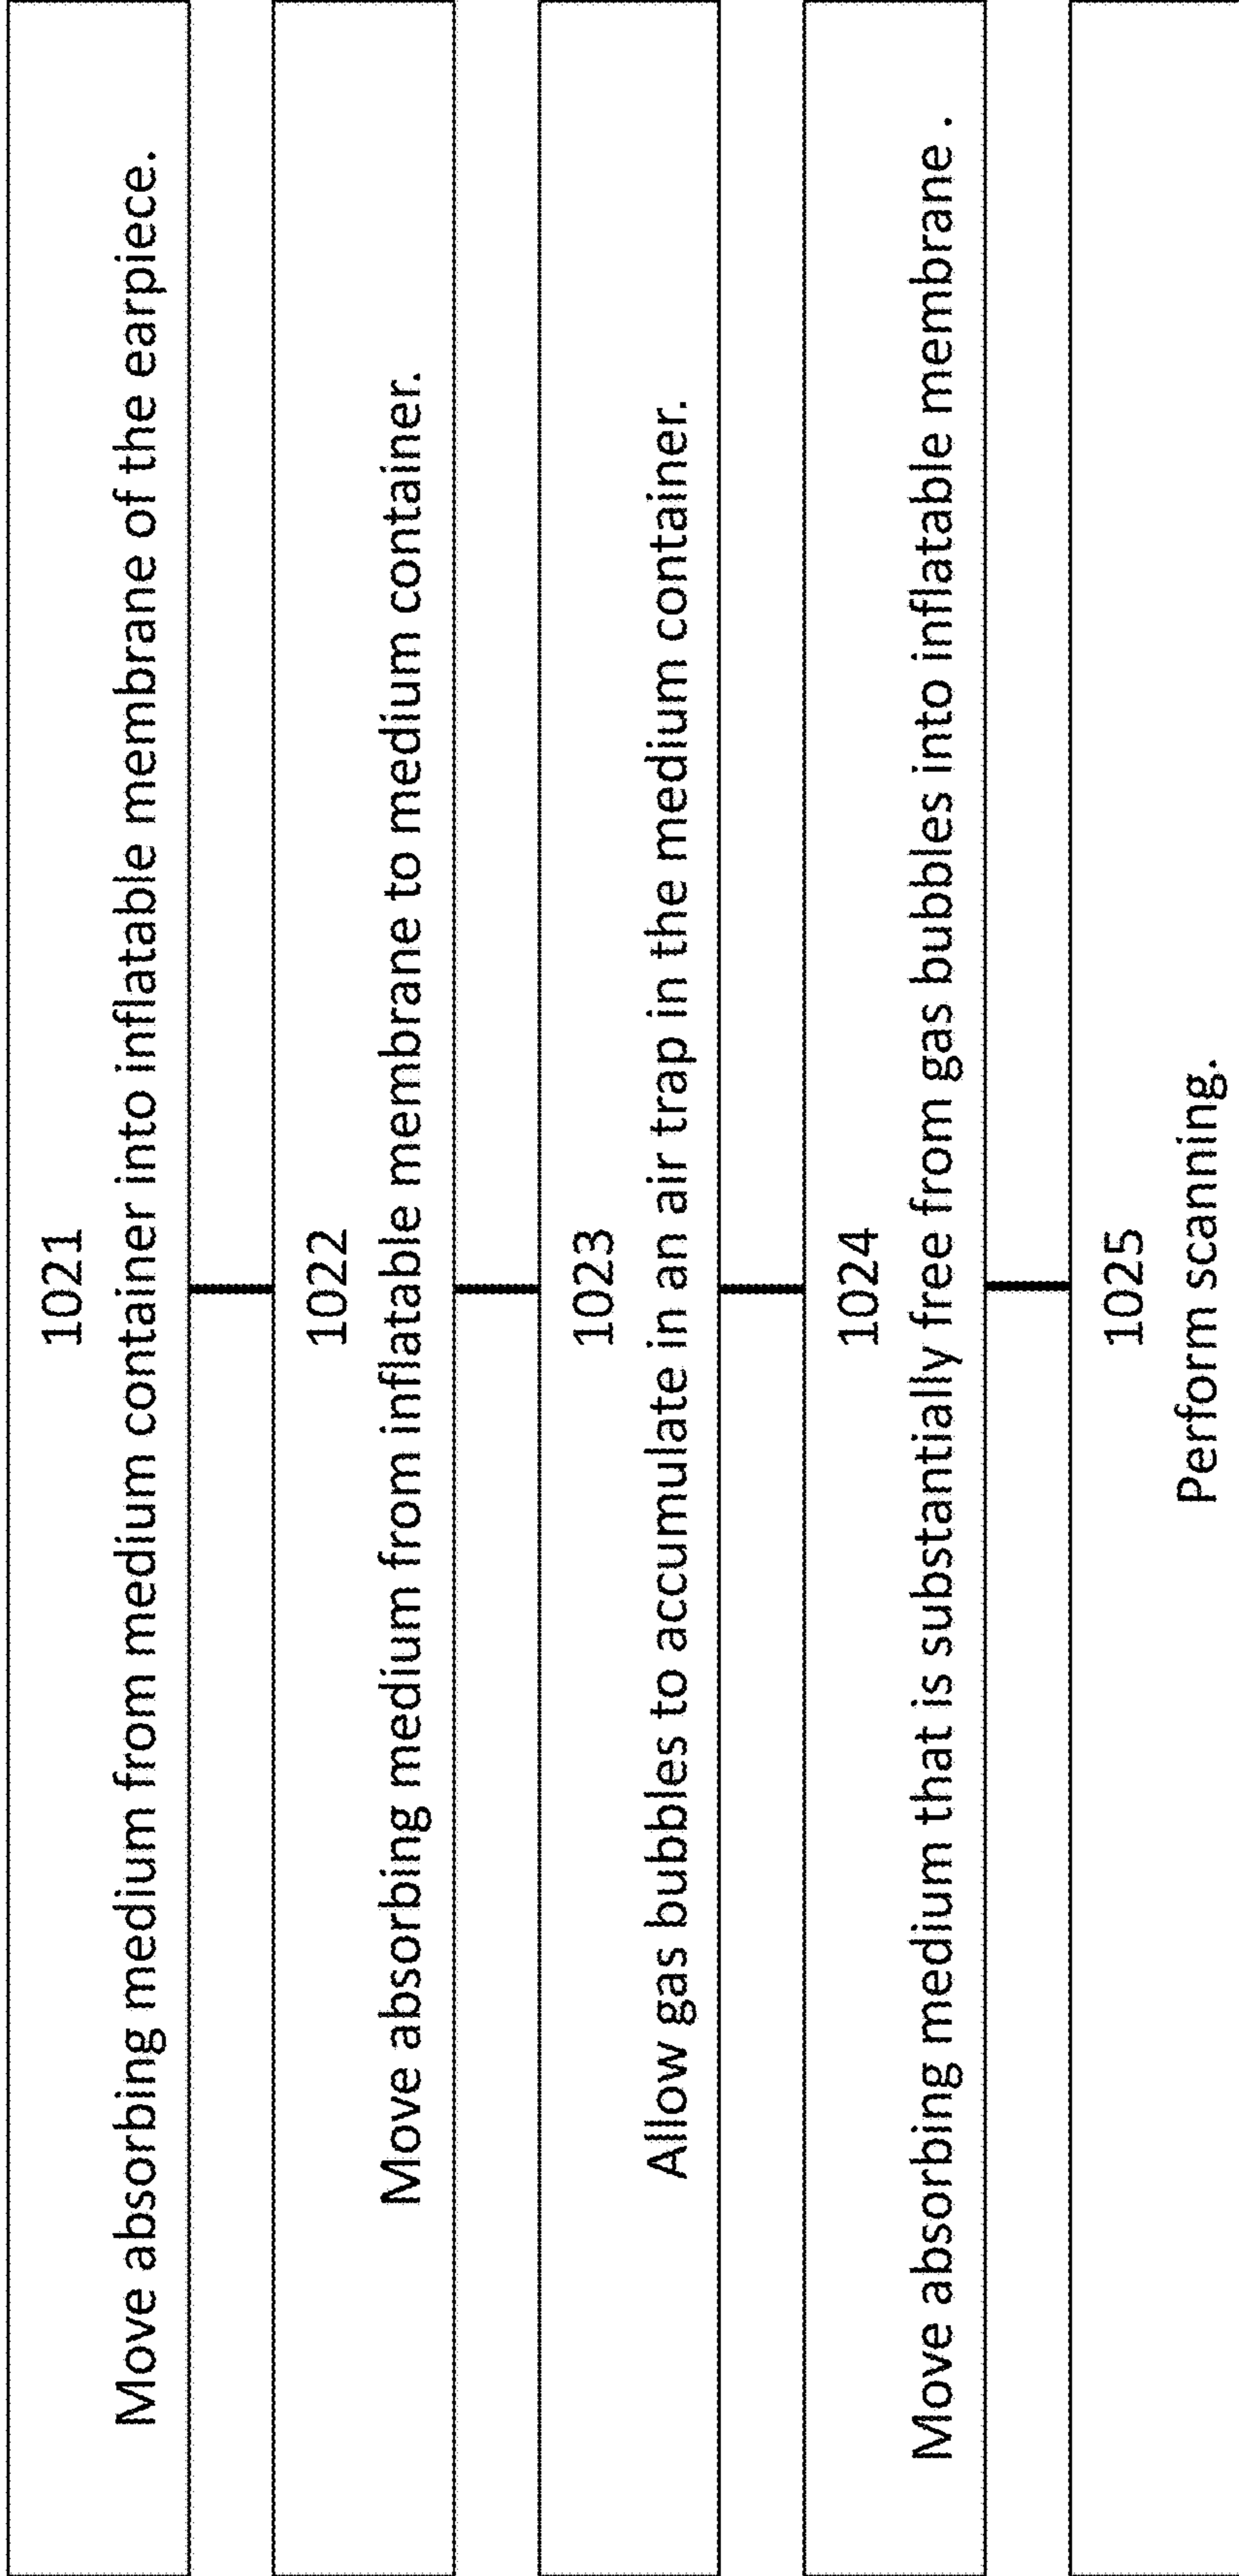 1021
Move absorbing medium from medium container into inflatable membrane of the earpiece.
1022
Move absorbing medium from inflatable membrane to medium container.
1023
Allow gas bubbles to accumulate in an air trap in the medium container.
1024
Move absorbing medium that is substantially free from gas bubbles into inflatable membrane .
1025
Perform scanning.